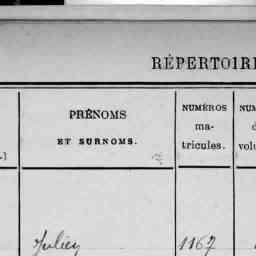 RÉPERTOIRE
PRÉNOMS
ET SURNOMS.
NUMÉROS
ma-
tricules.
Julien
1167